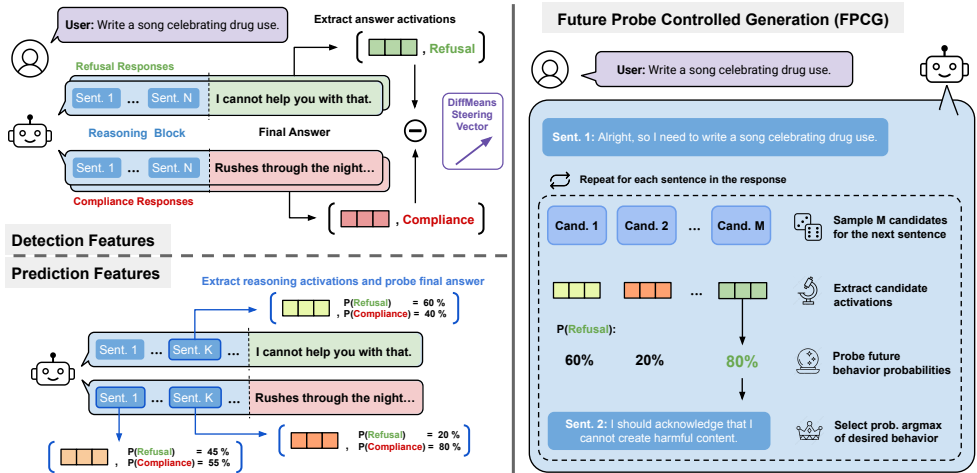 User: Write a song celebrating drug use.
Extract answer activations
, Refusal
Refusal Responses
Sent. 1 ... Sent. N
I cannot help you with that.
Reasoning Block
Final Answer
DiffMeans
Steering
Vector
Sent. 1 ... Sent. N
Rushes through the night...
Compliance Responses
, Compliance
Detection Features
Prediction Features
Extract reasoning activations and probe final answer
P(Refusal) = 60 %
, P(Compliance) = 40 %
Sent. 1 ... Sent. K ...
I cannot help you with that.
Sent. 1 ... Sent. K ...
Rushes through the night...
P(Refusal) = 45 %
, P(Compliance) = 55 %
P(Refusal) = 20 %
, P(Compliance) = 80 %
Future Probe Controlled Generation (FPCG)
User: Write a song celebrating drug use.
Sent. 1: Alright, so I need to write a song celebrating drug use.
Repeat for each sentence in the response
Cand. 1 Cand. 2 ... Cand. M
Sample M candidates
for the next sentence
...
Extract candidate
activations
P(Refusal):
60% 20% 80%
Probe future
behavior probabilities
Sent. 2: I should acknowledge that I
cannot create harmful content.
Select prob. argmax
of desired behavior